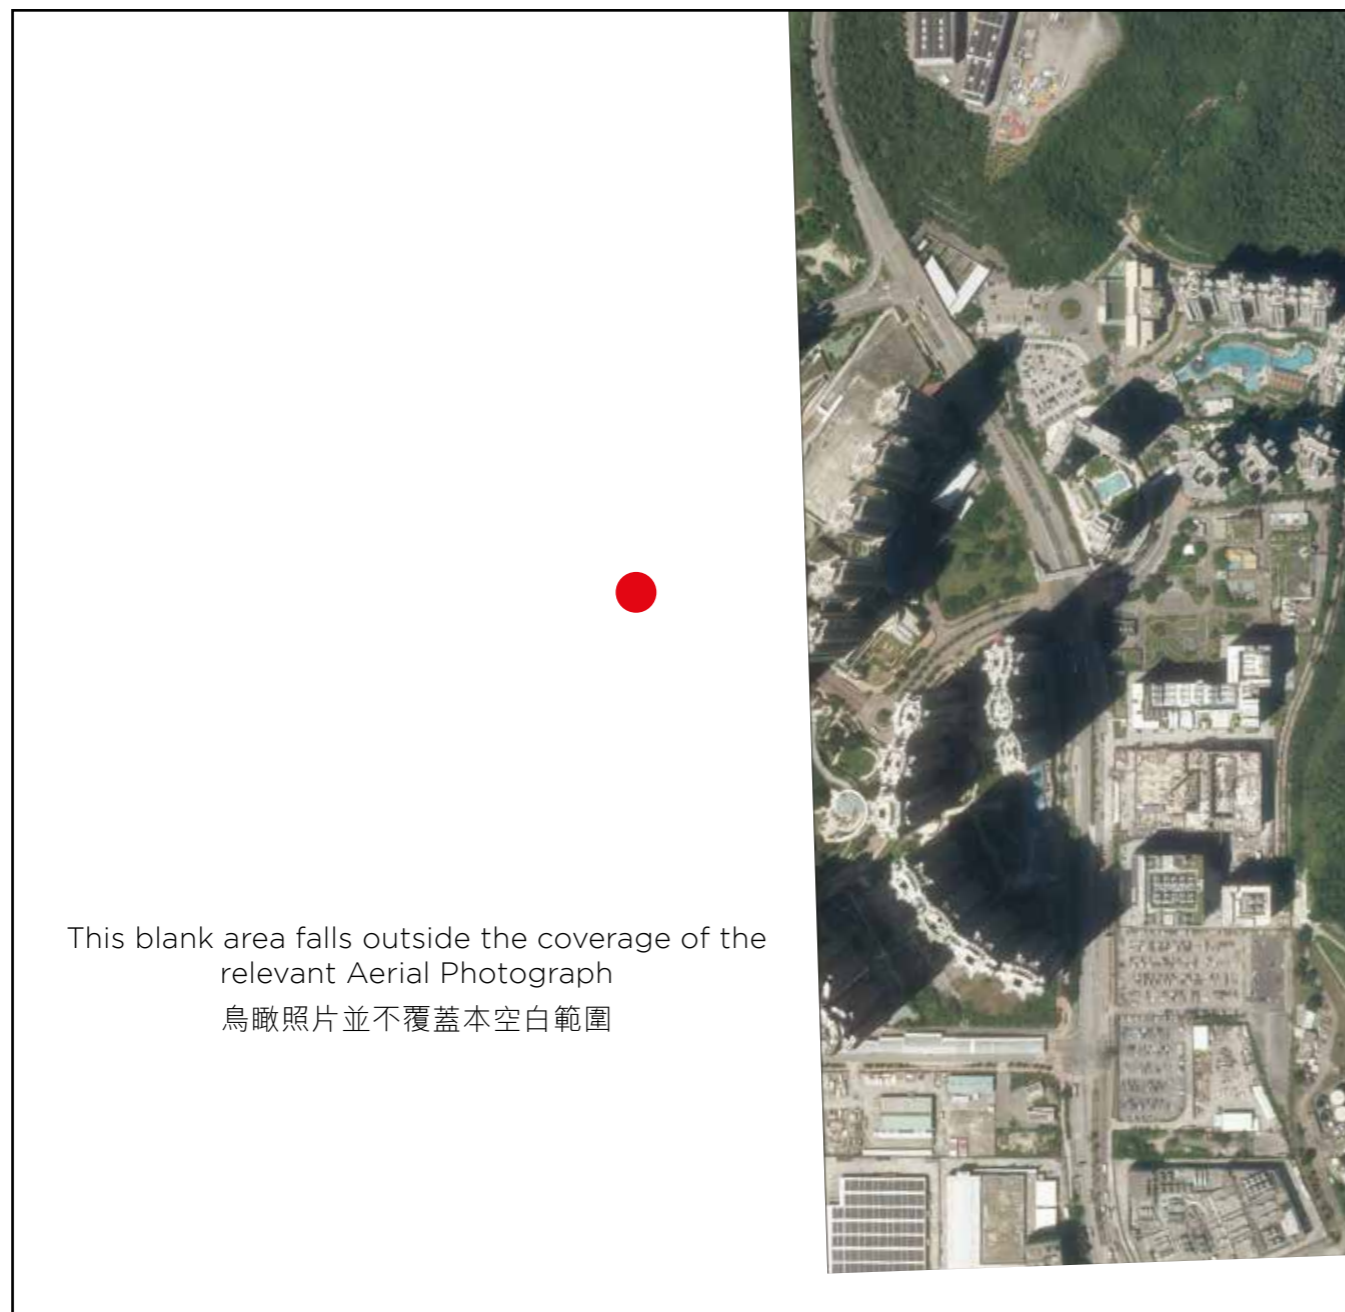 This blank area falls outside the coverage of the
relevant Aerial Photograph
鳥瞰照片並不覆蓋本空白範圍